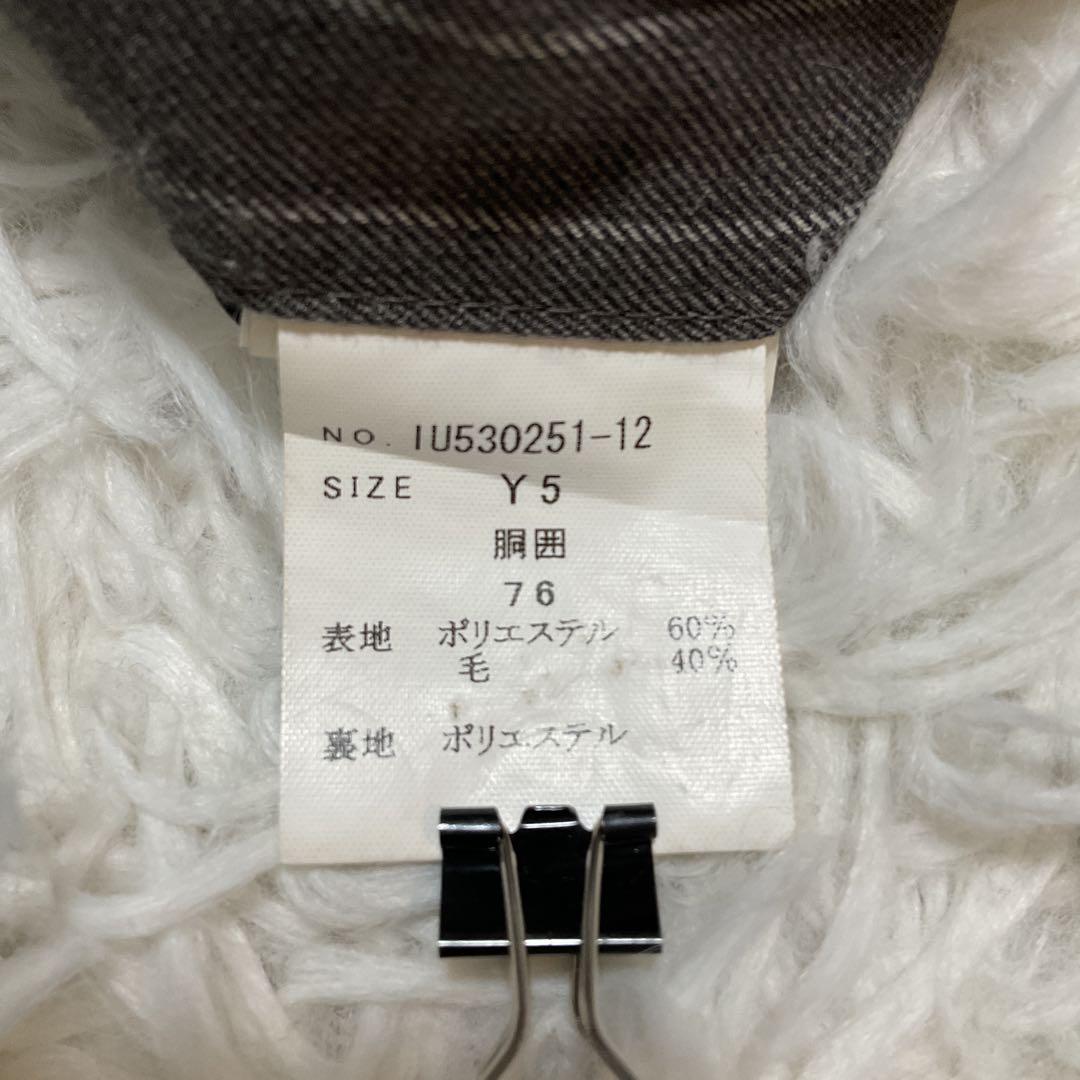 NO. IU530251-12
SIZE Y5
胴囲
76
表地 ポリエステル 60%
毛 40%
裏地 ポリエステル